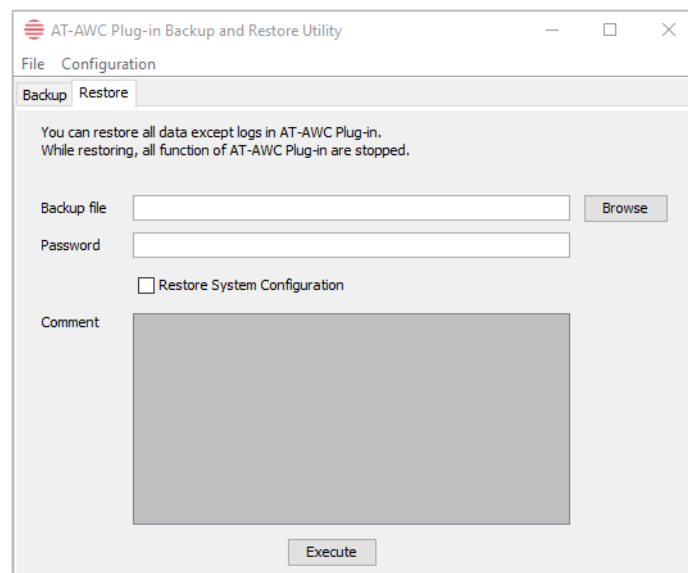 AT-AWC Plug-in Backup and Restore Utility
File Configuration
Backup Restore
You can restore all data except logs in AT-AWC Plug-in.
While restoring, all function of AT-AWC Plug-in are stopped.
Backup file Browse
Password
Restore System Configuration
Comment
Execute